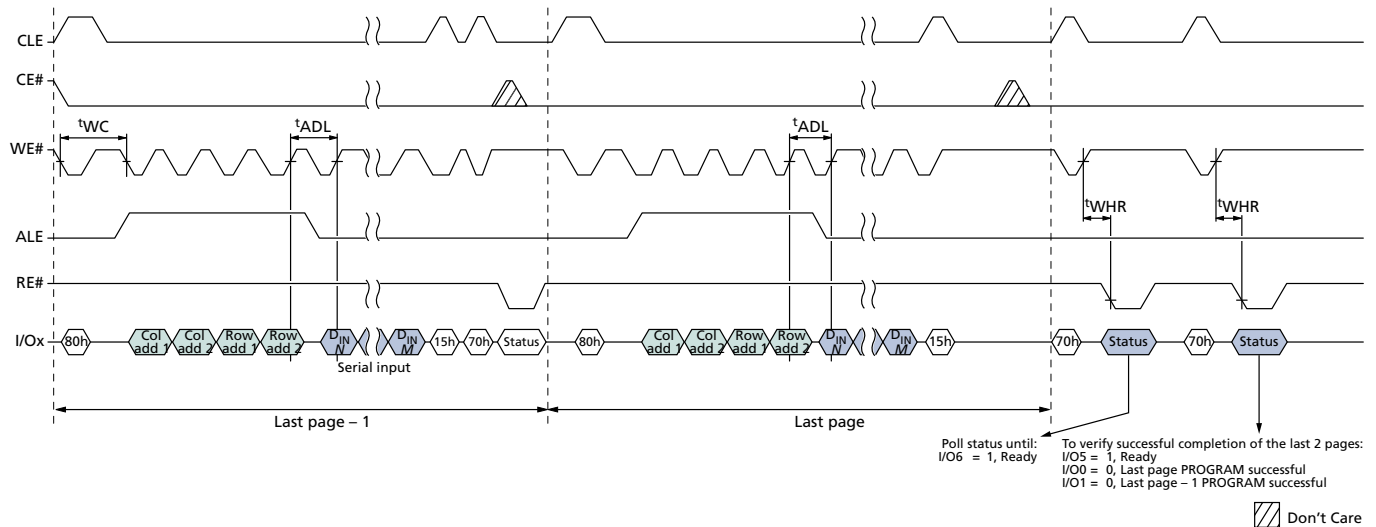 CLE
CE#
tWC
tADL
tADL
WE#
tWHR
tWHR
ALE
RE#
I/Ox
80h
Col add 1
Col add 2
Row add 1
Row add 2
DIN N
DIN M
15h
70h
Status
80h
Col add 1
Col add 2
Row add 1
Row add 2
DIN N
DIN M
15h
70h
Status
70h
Status
Serial input
Last page – 1
Last page
Poll status until:
I/O6 = 1, Ready
To verify successful completion of the last 2 pages:
I/O5 = 1, Ready
I/O0 = 0, Last page PROGRAM successful
I/O1 = 0, Last page – 1 PROGRAM successful
Don't Care